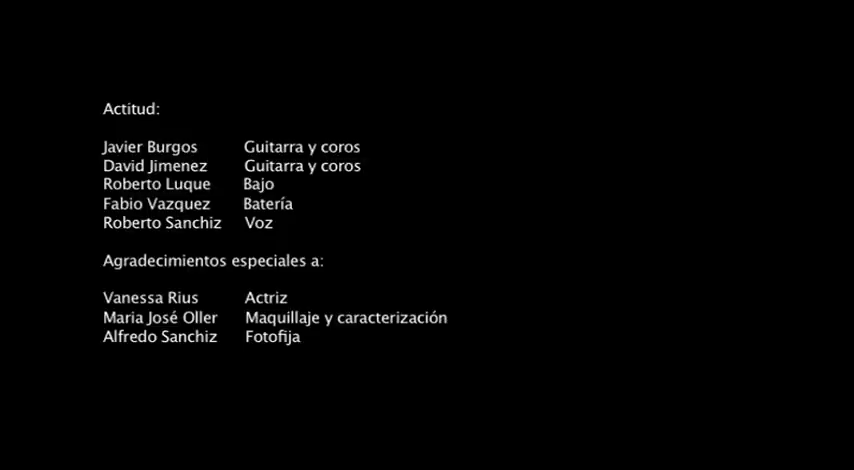 Actitud:
Javier Burgos Guitarra y coros
David Jimenez Guitarra y coros
Roberto Luque Bajo
Fabio Vazquez Batería
Roberto Sanchiz Voz
Agradecimientos especiales a:
Vanessa Rius Actriz
Maria José Oller Maquillaje y caracterización
Alfredo Sanchiz Fotofija